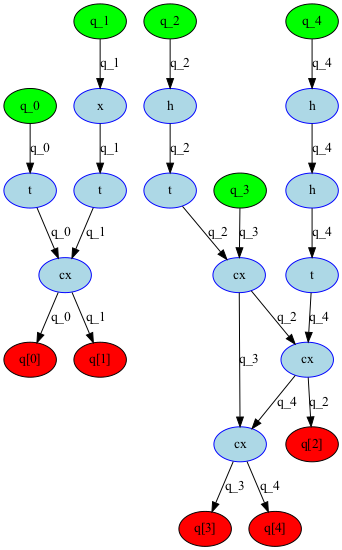 q_1 q_2 q_4
q_1 q_2 q_4
q_0 x h h
q_0 q_1 q_2 q_4
t t t q_3 h
q_0 q_1 q_2 q_3 q_4
cx cx t
q_0 q_1 q_2 q_4
q[0] q[1] q_3 cx
q_4 q_2
cx q[2]
q_3 q_4
q[3] q[4]